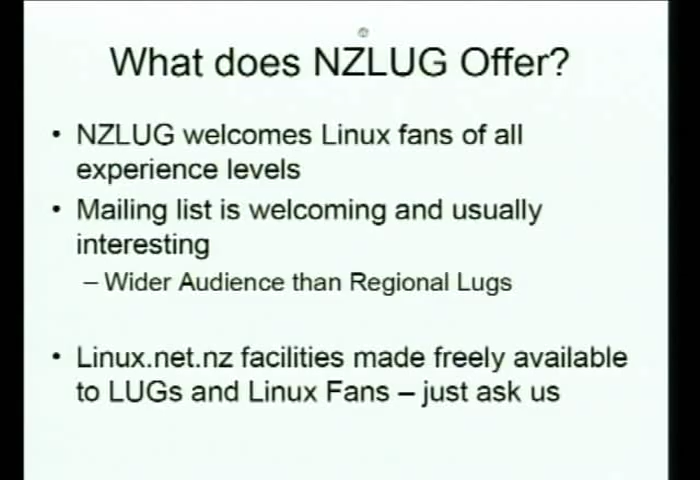 What does NZLUG Offer?
• NZLUG welcomes Linux fans of all
experience levels
• Mailing list is welcoming and usually
interesting
– Wider Audience than Regional Lugs
• Linux.net.nz facilities made freely available
to LUGs and Linux Fans – just ask us